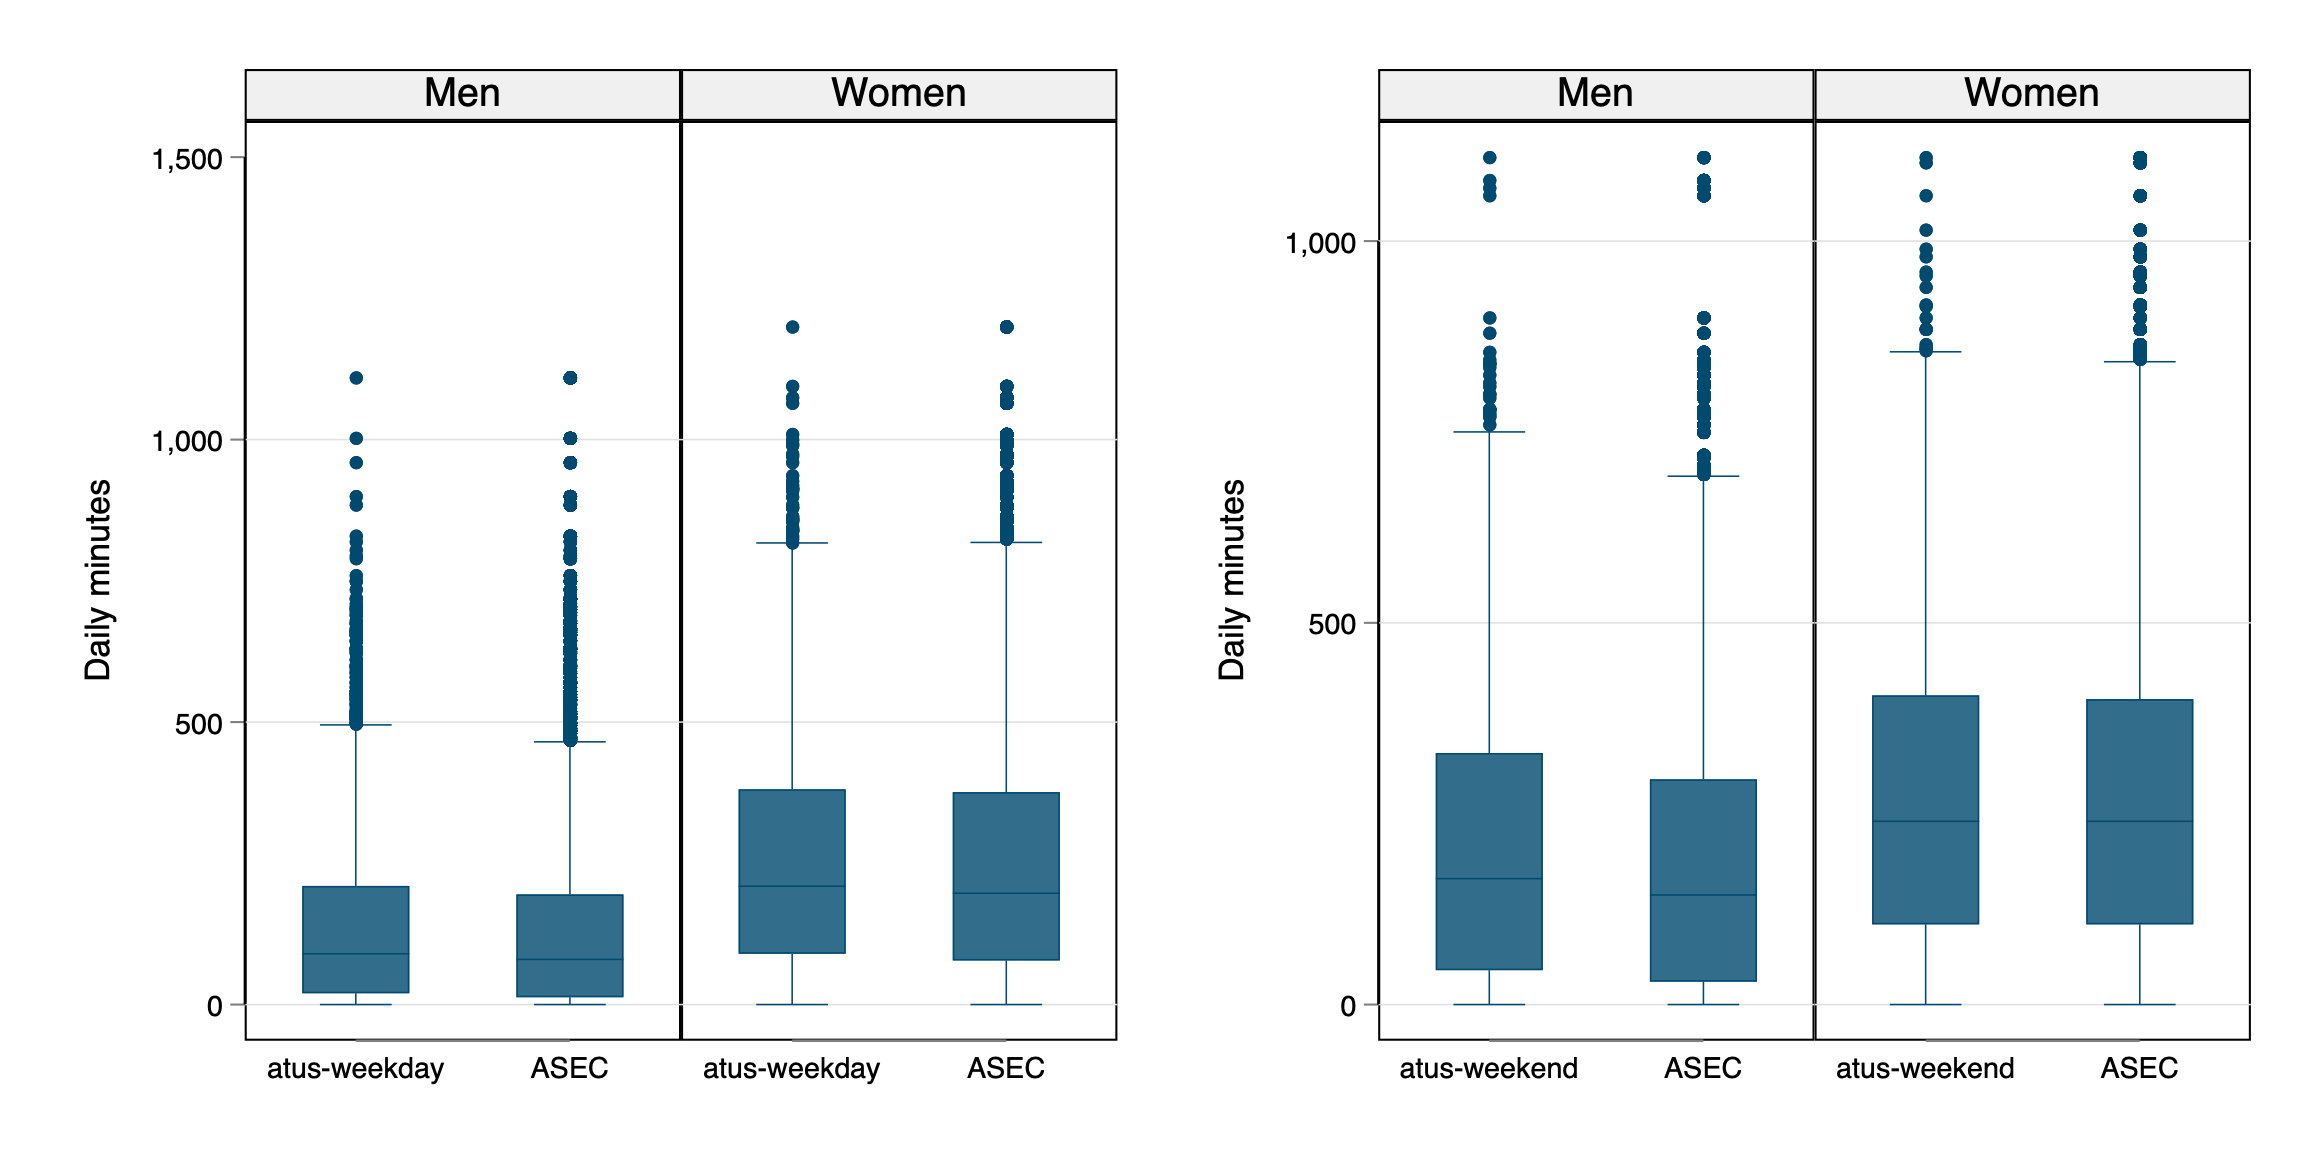 Men Women
1,500
1,000
500
0
Daily minutes
atus-weekday ASEC atus-weekday ASEC
Men Women
1,000
500
0
Daily minutes
atus-weekend ASEC atus-weekend ASEC